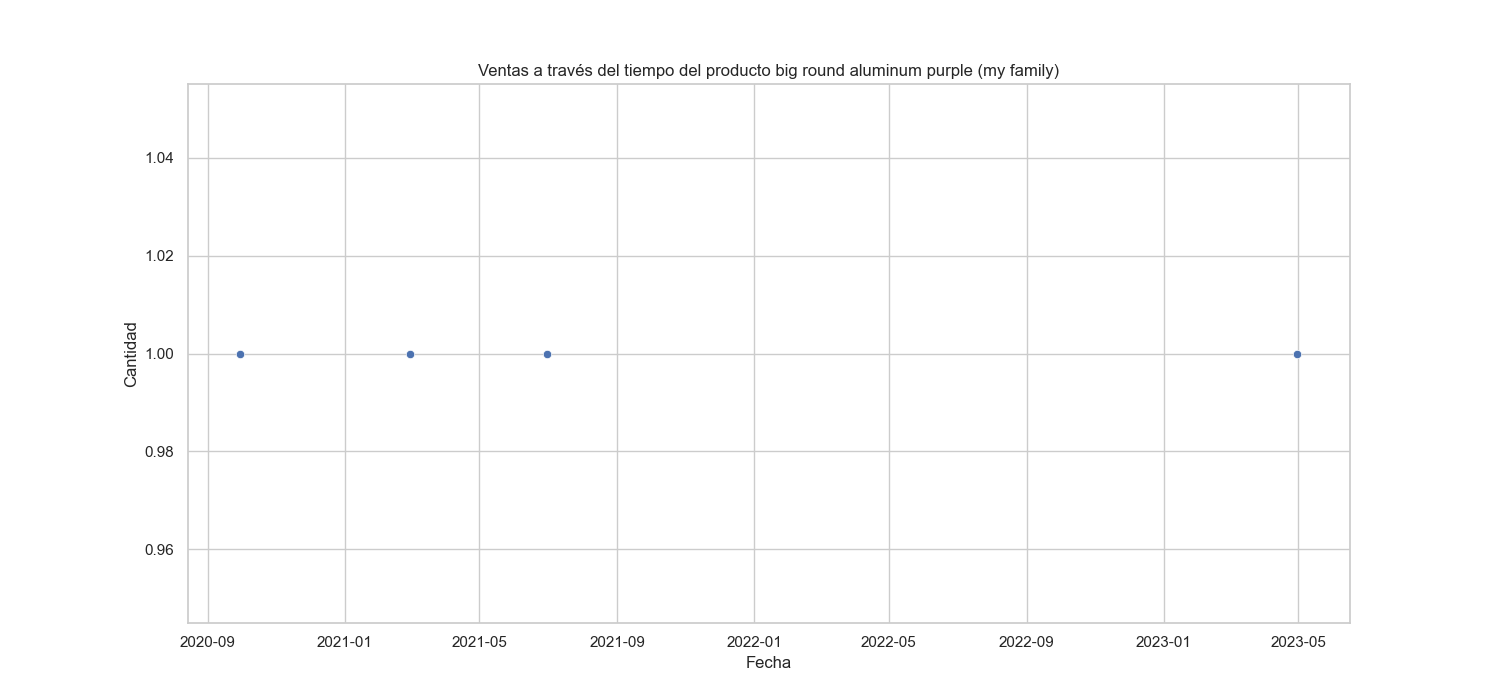 Ventas a través del tiempo del producto big round aluminum purple (my family)
1.04
1.02
1.00
0.98
0.96
Cantidad
2020-09 2021-01 2021-05 2021-09 2022-01 2022-05 2022-09 2023-01 2023-05
Fecha